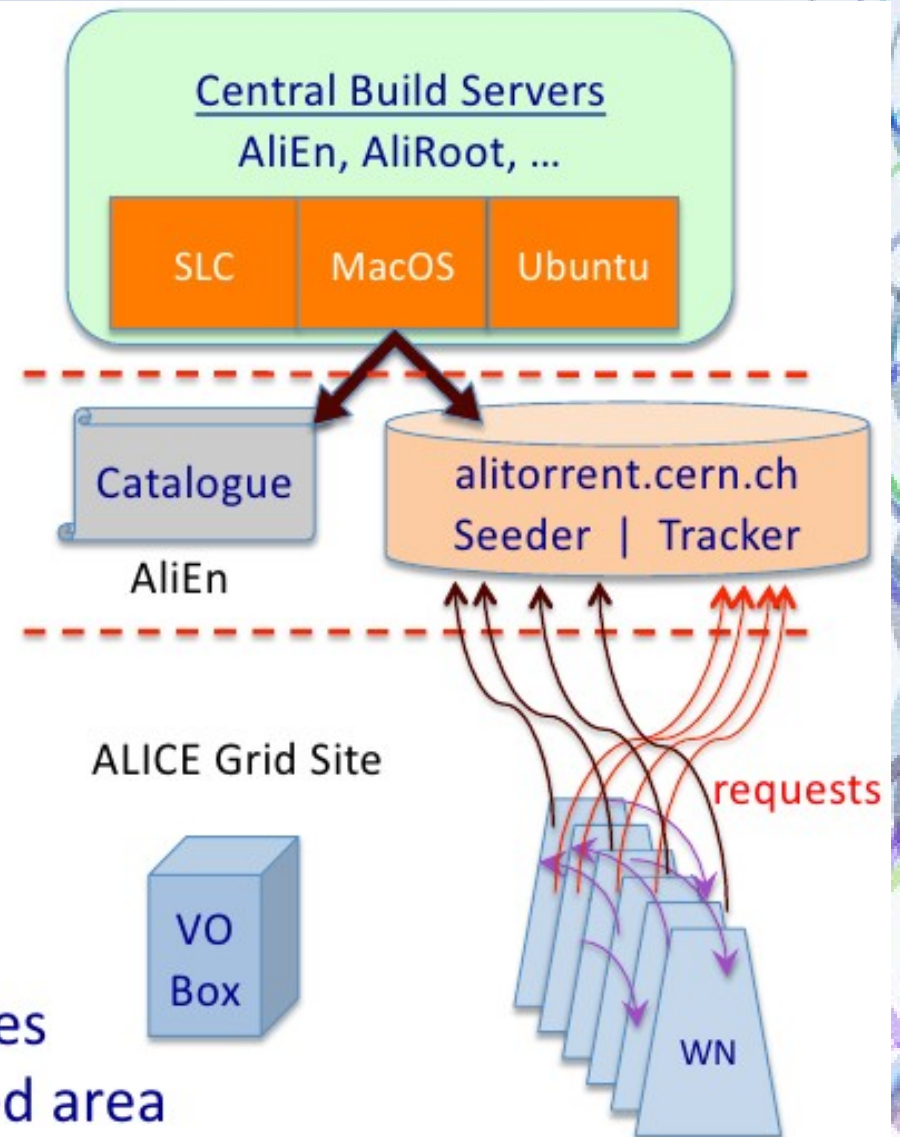 Central Build Servers
AliEn, AliRoot, ...
SLC MacOS Ubuntu
Catalogue
AliEn
alitorrent.cern.ch
Seeder | Tracker
ALICE Grid Site
requests
VO
Box
WN
es
d area